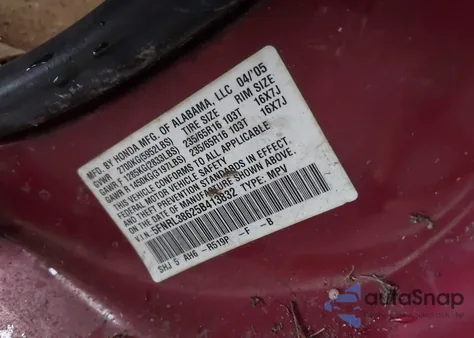 MFD. BY HONDA MFG. OF ALABAMA, LLC 04/'05
GVWR 2700KG(5952LBS) TIRE SIZE RIM SIZE
GAWR F 1285KG(2833LBS) 235/65R16 103T 16X7J
GAWR R 1450KG(3197LBS) 235/65R16 103T 16X7J
THIS VEHICLE CONFORMS TO ALL APPLICABLE
FEDERAL MOTOR VEHICLE SAFETY
AND THEFT PREVENTION STANDARDS IN EFFECT
ON THE DATE OF MANUFACTURE SHOWN ABOVE.
V.I.N. 5FNRL38625B413832 TYPE: MPV
SHJ S AH6 -R519P -F -B
autoSnap